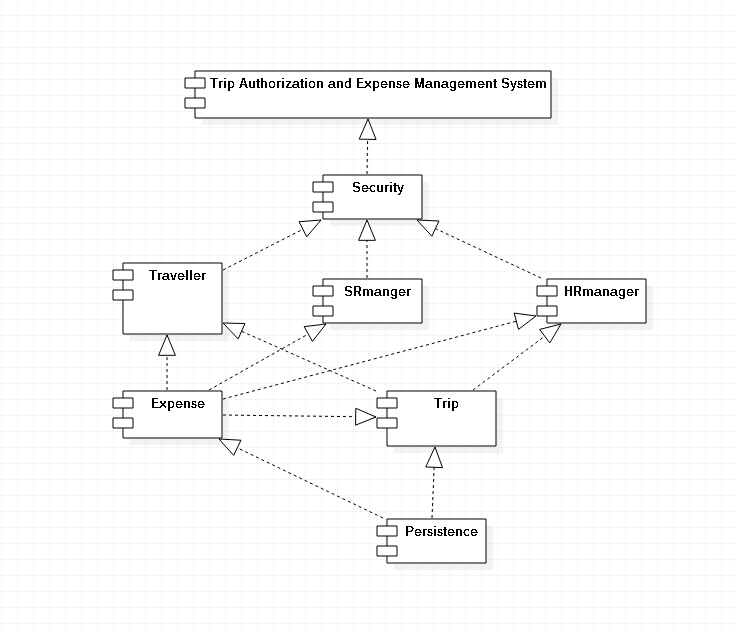 Trip Authorization and Expense Management System
Security
Traveller
SRmanger
HRmanager
Expense
Trip
Persistence